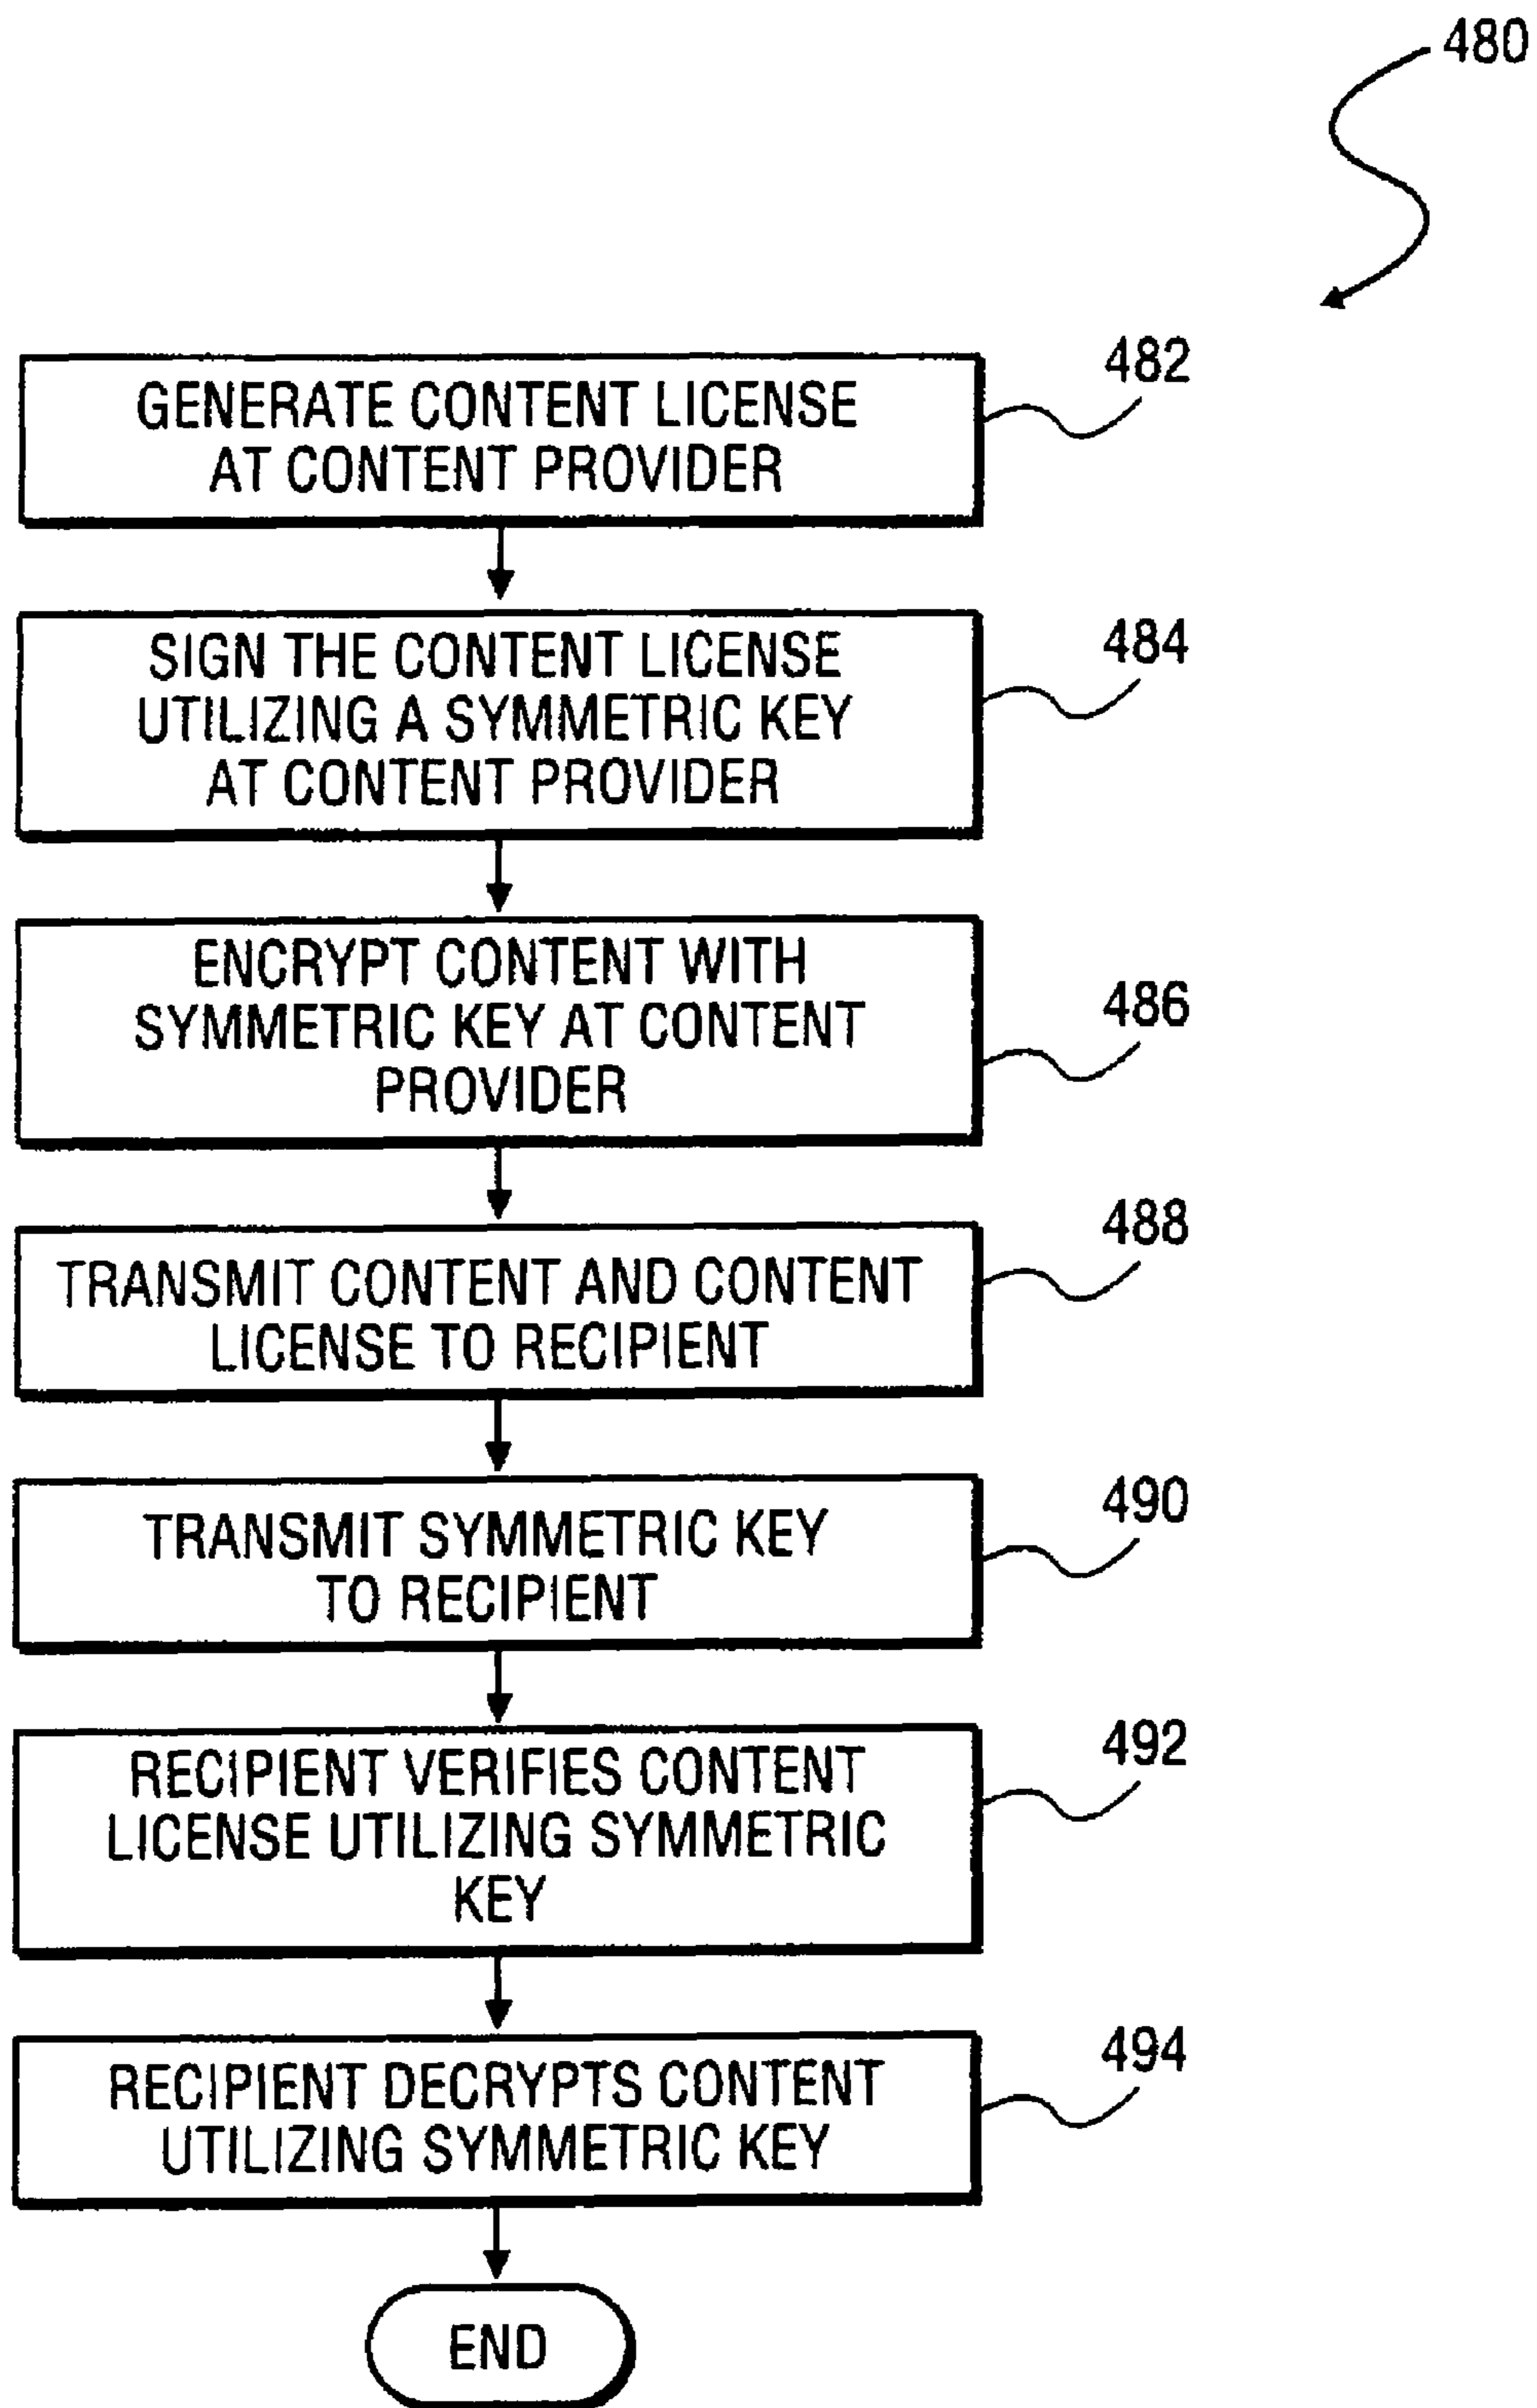 480
GENERATE CONTENT LICENSE
AT CONTENT PROVIDER
482
SIGN THE CONTENT LICENSE
UTILIZING A SYMMETRIC KEY
AT CONTENT PROVIDER
484
ENCRYPT CONTENT WITH
SYMMETRIC KEY AT CONTENT
PROVIDER
486
TRANSMIT CONTENT AND CONTENT
LICENSE TO RECIPIENT
488
TRANSMIT SYMMETRIC KEY
TO RECIPIENT
490
RECIPIENT VERIFIES CONTENT
LICENSE UTILIZING SYMMETRIC
KEY
492
RECIPIENT DECRYPTS CONTENT
UTILIZING SYMMETRIC KEY
494
END